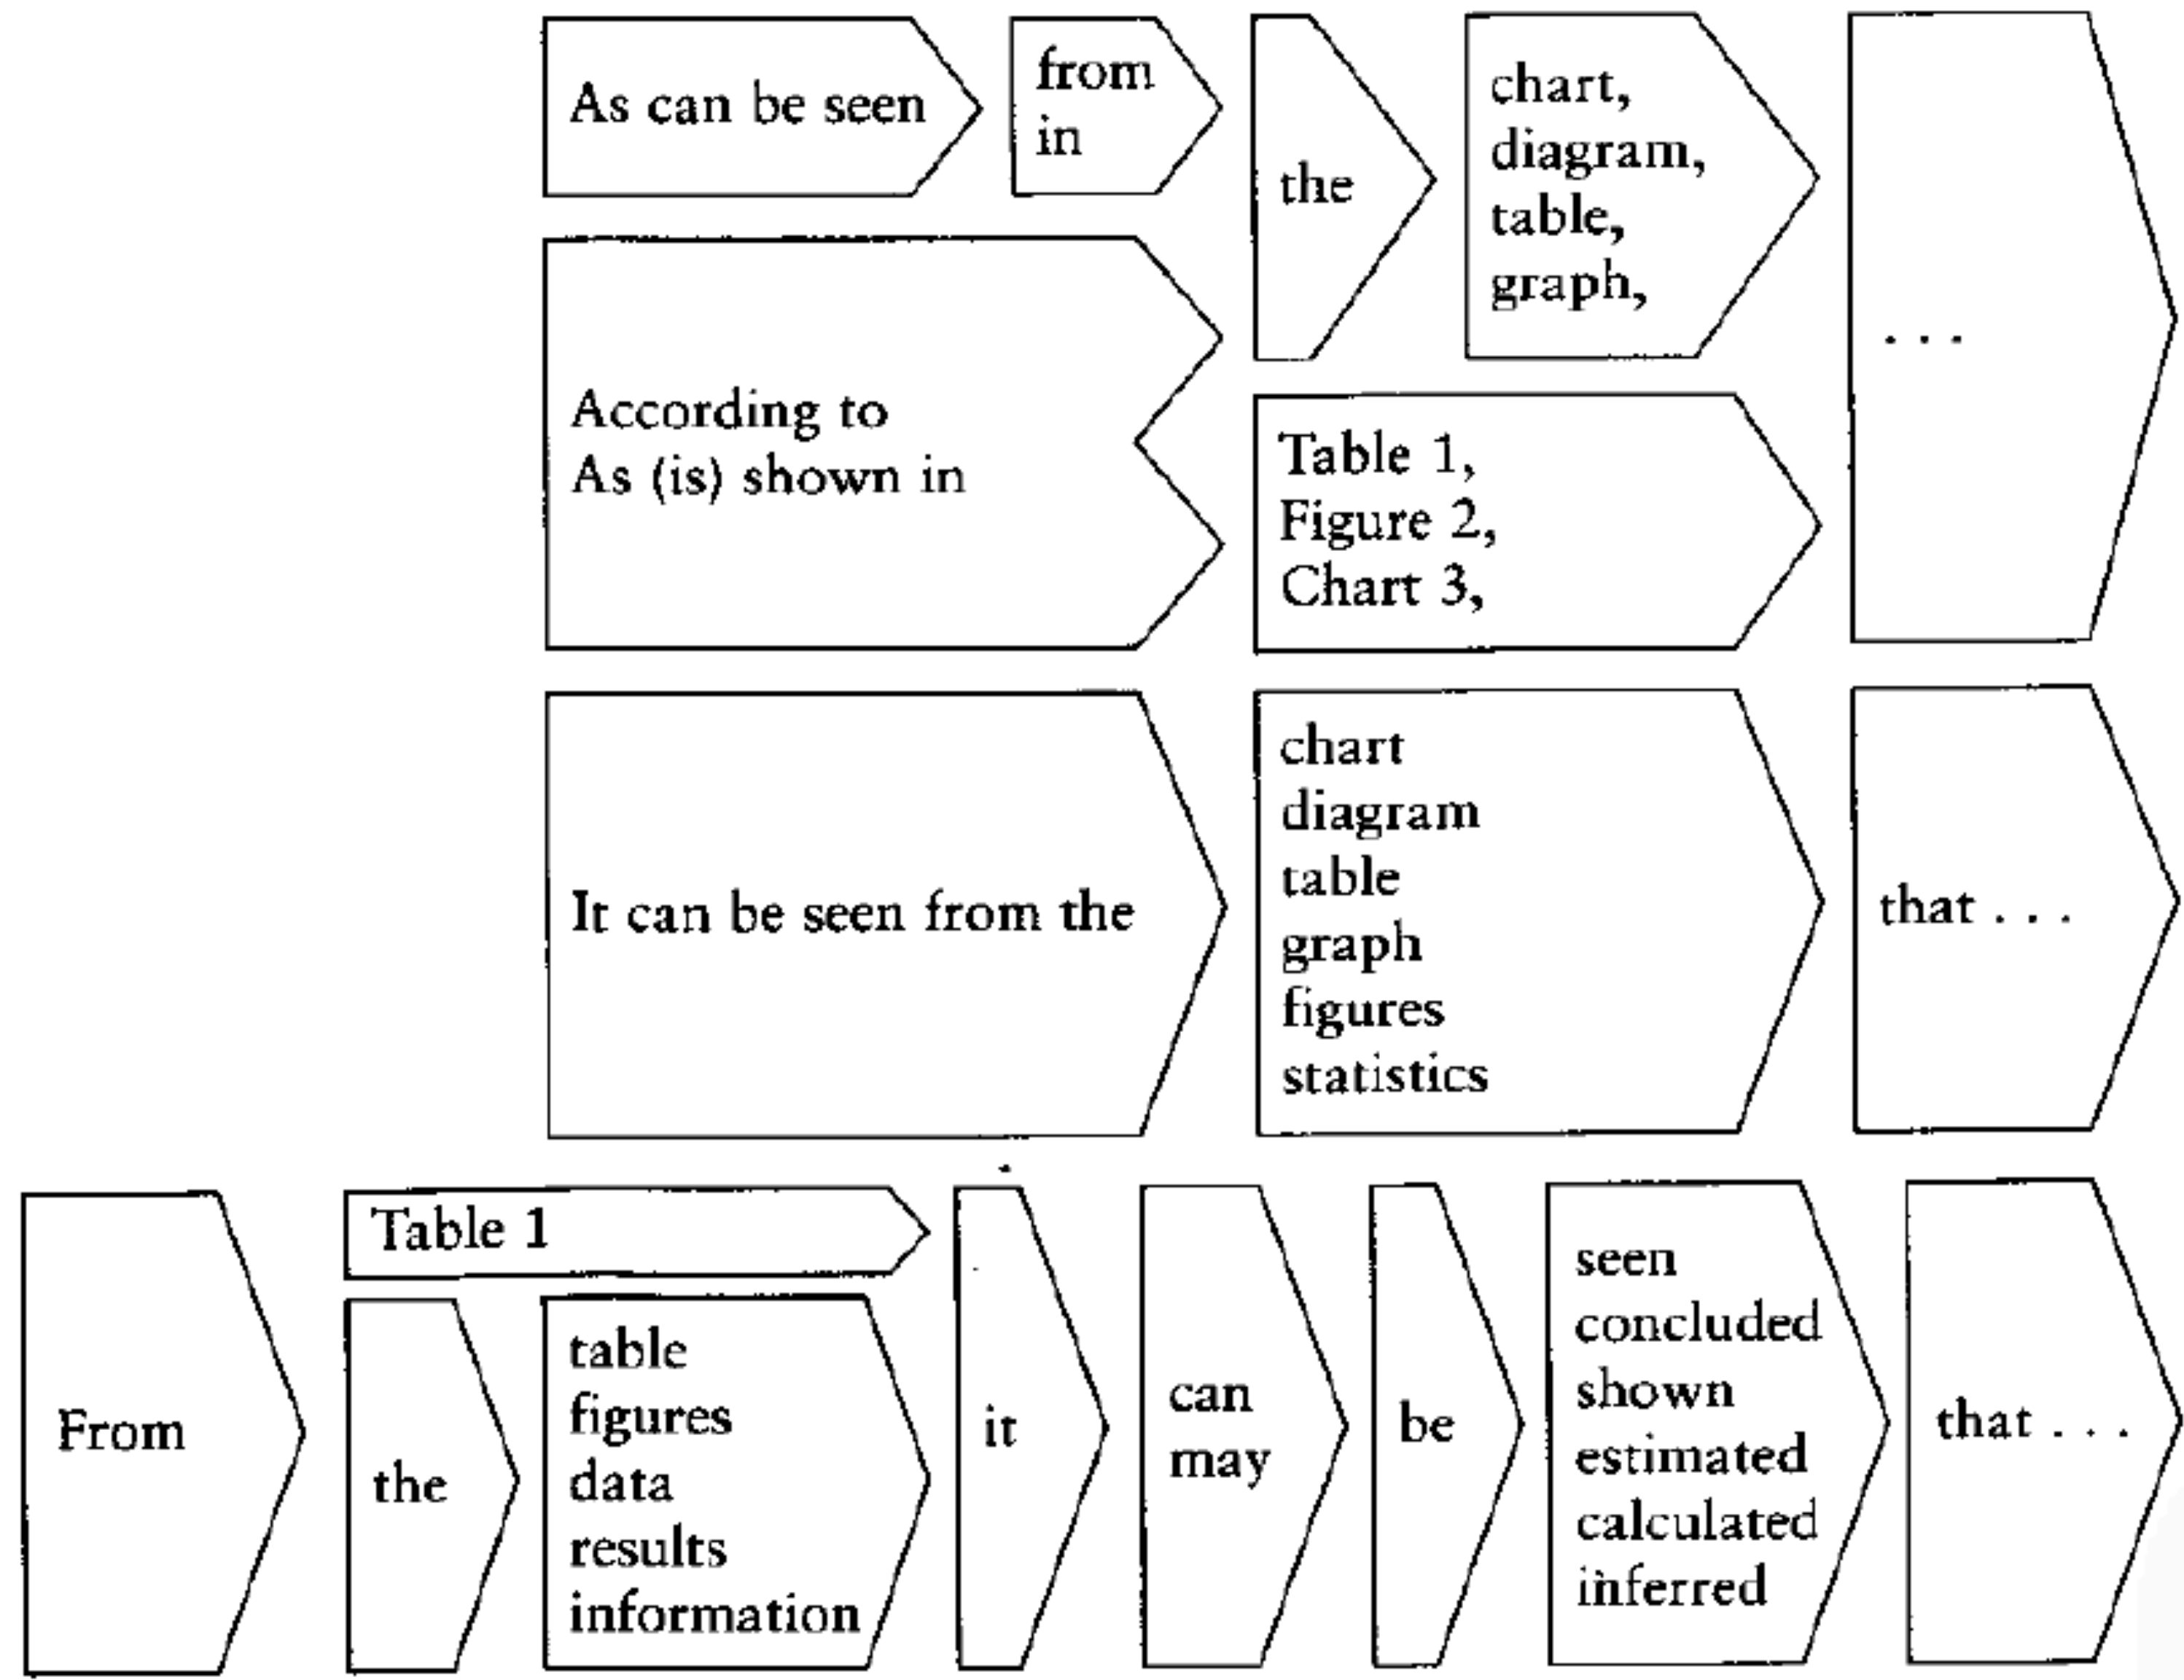 As can be seen
from
in
the
chart,
diagram,
table,
graph,
. . .
According to
As (is) shown in
Table 1,
Figure 2,
Chart 3,
It can be seen from the
chart
diagram
table
graph
figures
statistics
that . . .
From
Table 1
the
table
figures
data
results
information
it
can
may
be
seen
concluded
shown
estimated
calculated
inferred
that . . .